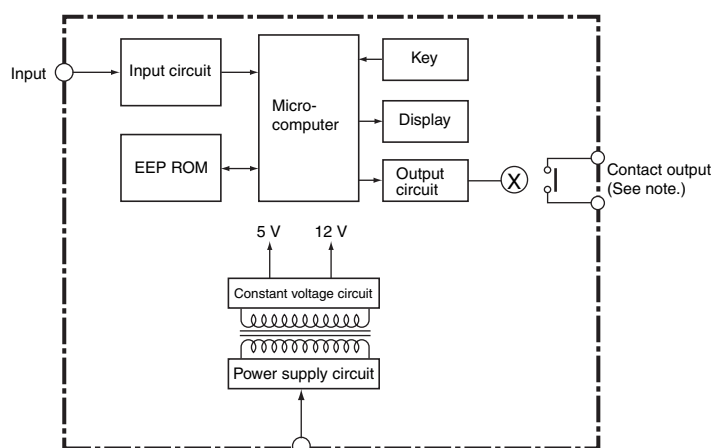 Input
Input circuit
Micro-
computer
Key
Display
EEP ROM
Output
circuit
X
Contact output
(See note.)
5 V
12 V
Constant voltage circuit
Power supply circuit